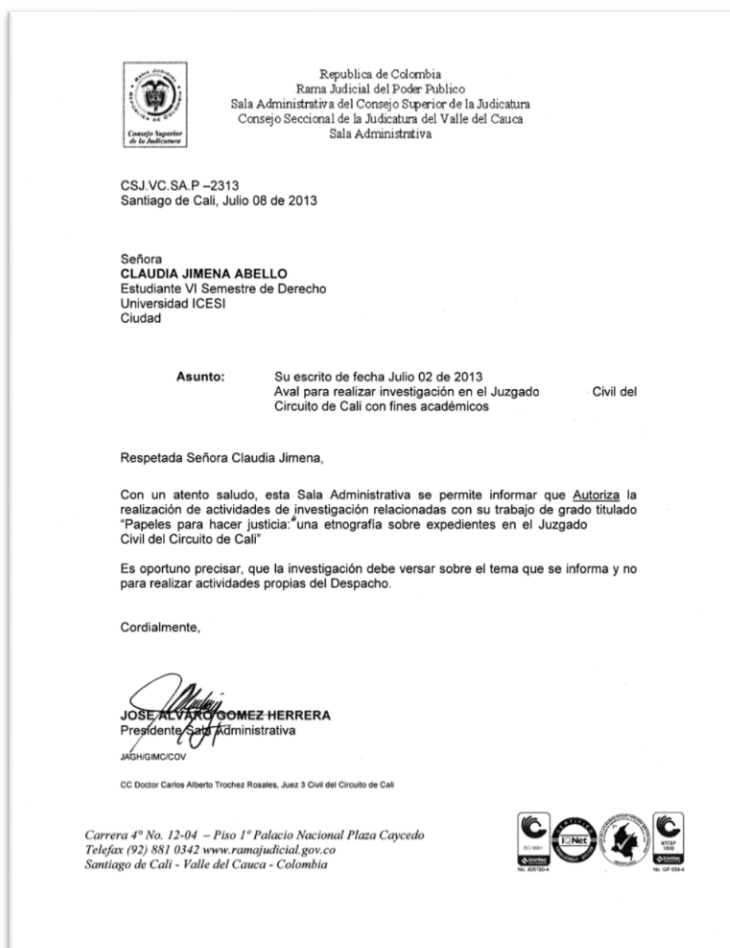 Consejo Superior
de la Judicatura
Republica de Colombia
Rama Judicial del Poder Publico
Sala Administrativa del Consejo Superior de la Judicatura
Consejo Seccional de la Judicatura del Valle del Cauca
Sala Administrativa
CSJ.VC.SA.P –2313
Santiago de Cali, Julio 08 de 2013
Señora
CLAUDIA JIMENA ABELLO
Estudiante VI Semestre de Derecho
Universidad ICESI
Ciudad
Asunto: Su escrito de fecha Julio 02 de 2013
Aval para realizar investigación en el Juzgado Civil del
Circuito de Cali con fines académicos
Respetada Señora Claudia Jimena,
Con un atento saludo, esta Sala Administrativa se permite informar que Autoriza la
realización de actividades de investigación relacionadas con su trabajo de grado titulado
"Papeles para hacer justicia: una etnografía sobre expedientes en el Juzgado
Civil del Circuito de Cali"
Es oportuno precisar, que la investigación debe versar sobre el tema que se informa y no
para realizar actividades propias del Despacho.
Cordialmente,
JOSE ALVARO GOMEZ HERRERA
Presidente Sala Administrativa
JAGH/GIMC/COV
CC Doctor Carlos Alberto Trochez Rosales, Juez 3 Civil del Circuito de Cali
Carrera 4ª No. 12-04 – Piso 1º Palacio Nacional Plaza Caycedo
Telefax (92) 881 0342 www.ramajudicial.gov.co
Santiago de Cali - Valle del Cauca - Colombia
IQNet